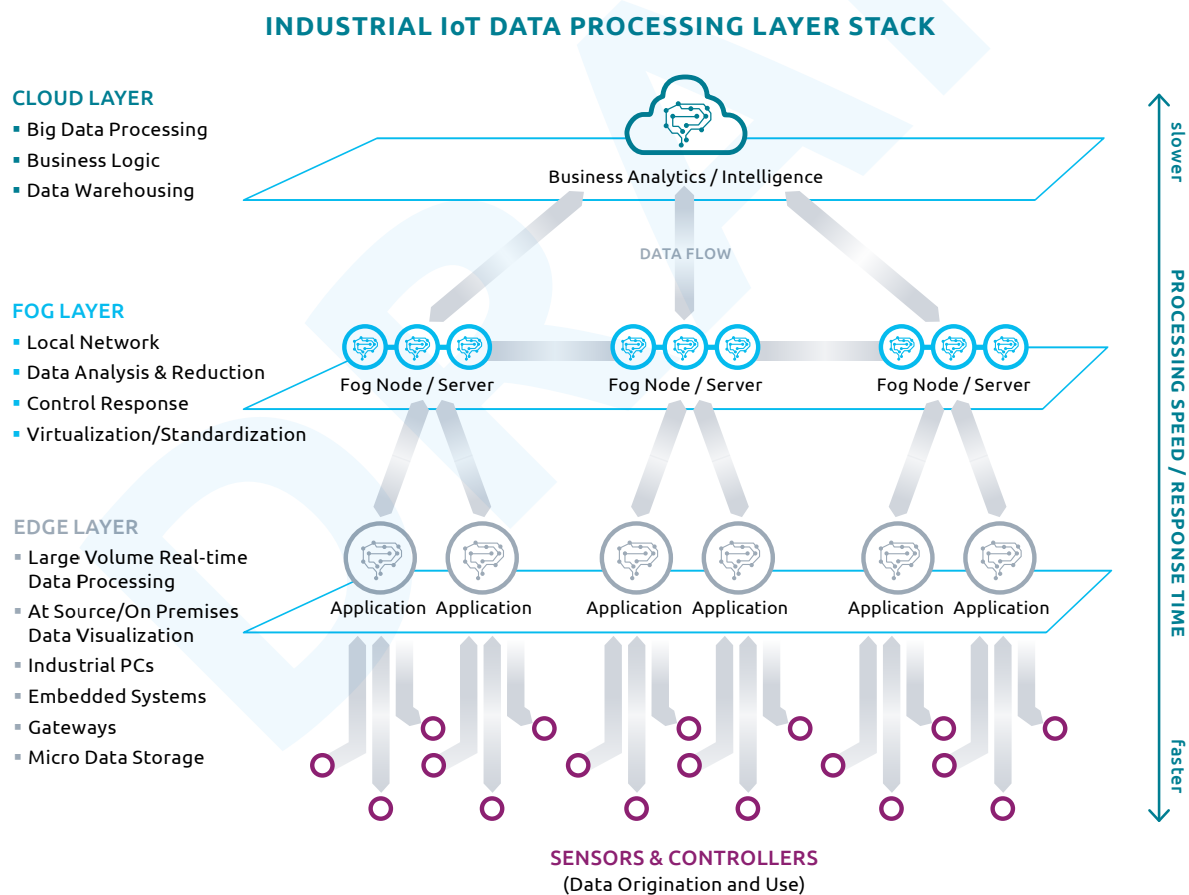 INDUSTRIAL IoT DATA PROCESSING LAYER STACK
CLOUD LAYER
▪ Big Data Processing
▪ Business Logic
▪ Data Warehousing
Business Analytics / Intelligence
DATA FLOW
FOG LAYER
▪ Local Network
▪ Data Analysis & Reduction
▪ Control Response
▪ Virtualization/Standardization
Fog Node / Server
Fog Node / Server
Fog Node / Server
EDGE LAYER
▪ Large Volume Real-time
Data Processing
▪ At Source/On Premises
Data Visualization
▪ Industrial PCs
▪ Embedded Systems
▪ Gateways
▪ Micro Data Storage
Application
Application
Application
Application
Application
Application
SENSORS & CONTROLLERS
(Data Origination and Use)
slower
PROCESSING SPEED / RESPONSE TIME
faster